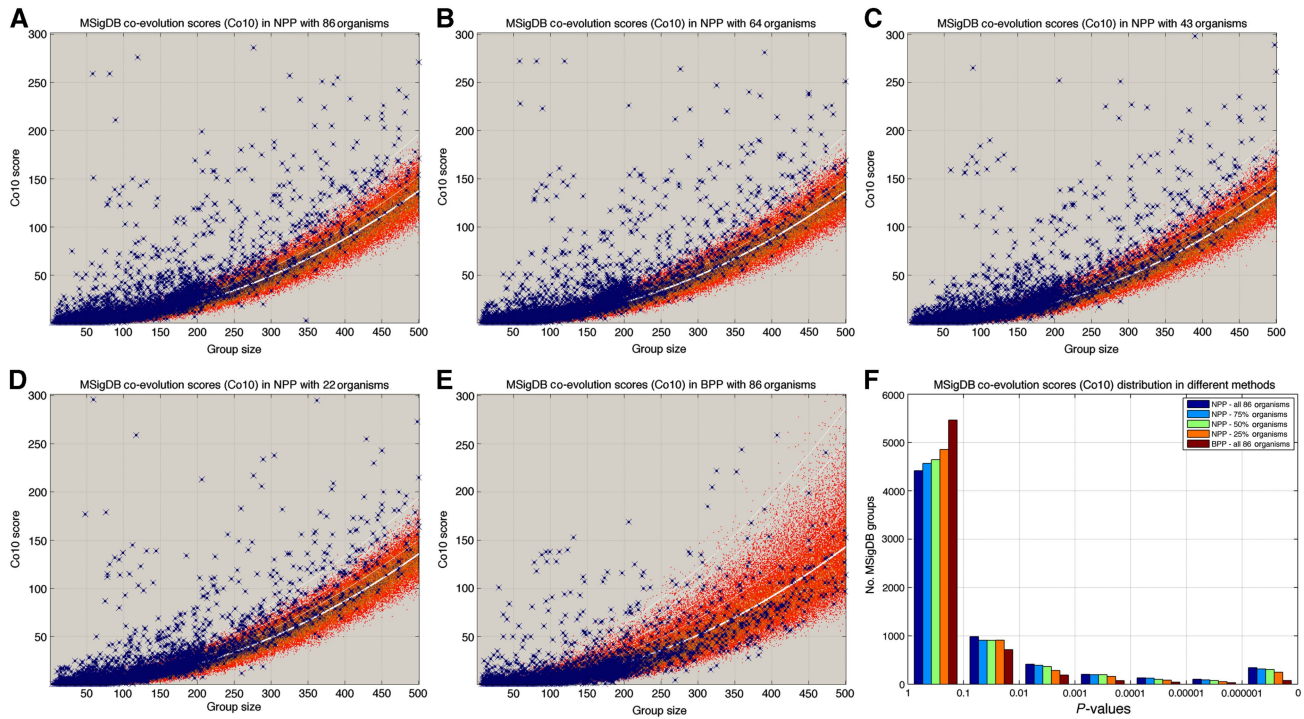 A
MSigDB co-evolution scores (Co10) in NPP with 86 organisms
300
250
200
150
100
50
Co10 score
50 100 150 200 250 300 350 400 450 500
Group size
B
MSigDB co-evolution scores (Co10) in NPP with 64 organisms
300
250
200
150
100
50
Co10 score
50 100 150 200 250 300 350 400 450 500
Group size
C
MSigDB co-evolution scores (Co10) in NPP with 43 organisms
300
250
200
150
100
50
Co10 score
50 100 150 200 250 300 350 400 450 500
Group size
D
MSigDB co-evolution scores (Co10) in NPP with 22 organisms
300
250
200
150
100
50
Co10 score
50 100 150 200 250 300 350 400 450 500
Group size
E
MSigDB co-evolution scores (Co10) in BPP with 86 organisms
300
250
200
150
100
50
Co10 score
50 100 150 200 250 300 350 400 450 500
Group size
F
MSigDB co-evolution scores (Co10) distribution in different methods
NPP - all 86 organisms
NPP - 75% organisms
NPP - 50% organisms
NPP - 25% organisms
BPP - all 86 organisms
6000
5000
4000
3000
2000
1000
0
No. MSigDB groups
1 0.1 0.01 0.001 0.0001 0.00001 0.000001 0
P-values